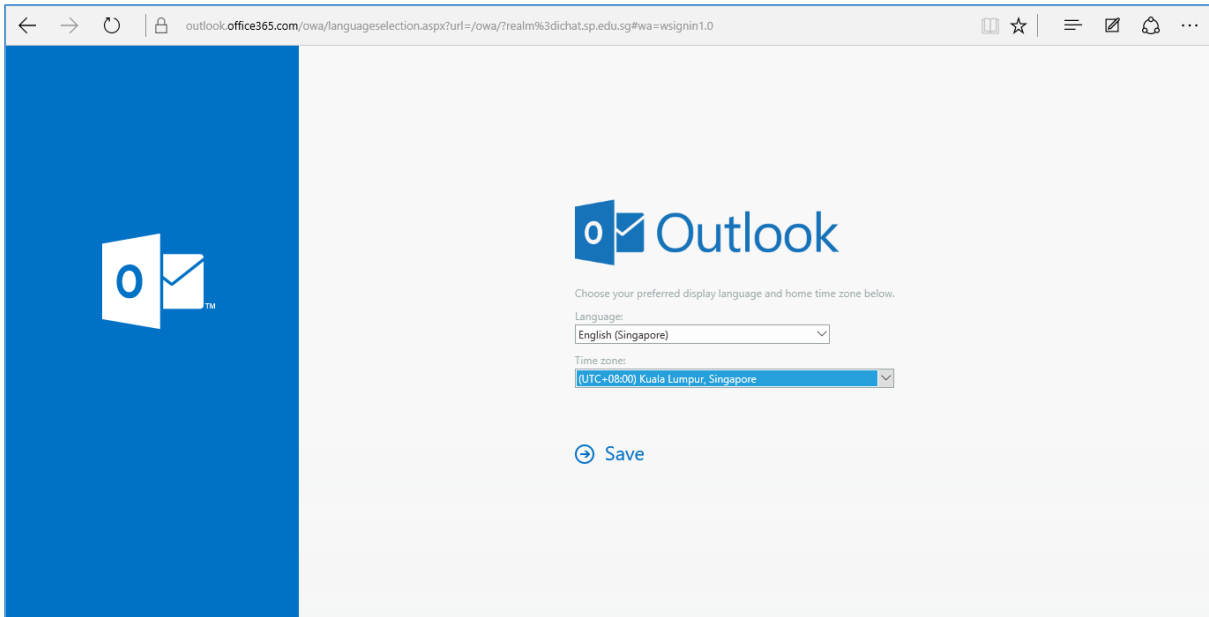 outlook.office365.com/owa/languageselection.aspx?url=/owa/?realm%3dichat.sp.edu.sg#wa=wsignin1.0
O
TM
O
Outlook
Choose your preferred display language and home time zone below.
Language:
English (Singapore)
Time zone:
(UTC+08:00) Kuala Lumpur, Singapore
Save